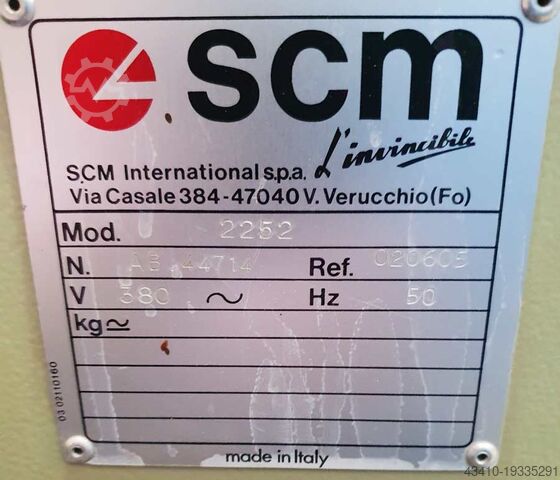 scm
L'invincibile
SCM International s.p.a.
Via Casale 384-47040 V. Verucchio (Fo)
Mod. 2252
N. AB 44714 Ref. 020605
V 380 ~ Hz 50
kg≃
03 02110160
made in Italy
43410-19335291